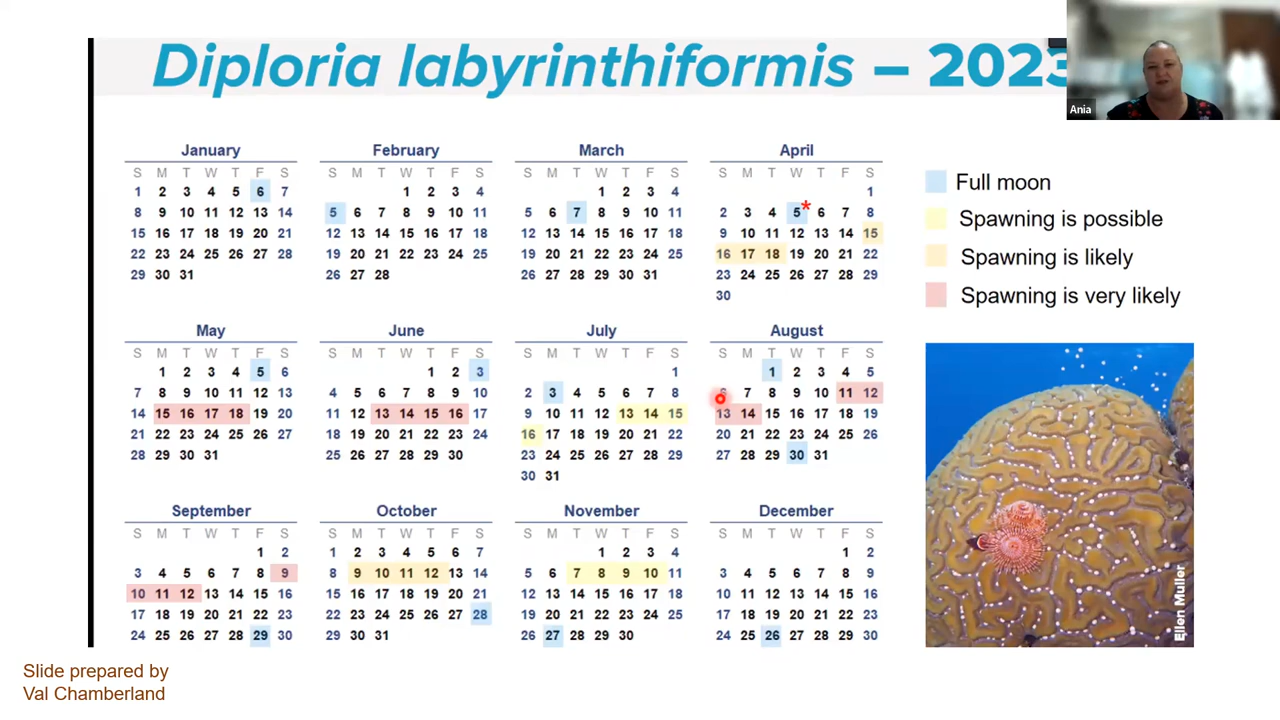 Diploria labyrinthiformis – 2023
Ania
January February March April
S M T W T F S S M T W T F S S M T W T F S S M T W T F S
1 2 3 4 5 6 7 1 2 3 4 1 2 3 4 1
8 9 10 11 12 13 14 5 6 7 8 9 10 11 5 6 7 8 9 10 11 2 3 4 5* 6 7 8
15 16 17 18 19 20 21 12 13 14 15 16 17 18 12 13 14 15 16 17 18 9 10 11 12 13 14 15
22 23 24 25 26 27 28 19 20 21 22 23 24 25 19 20 21 22 23 24 25 16 17 18 19 20 21 22
29 30 31 26 27 28 26 27 28 29 30 31 23 24 25 26 27 28 29
30
May June July August
S M T W T F S S M T W T F S S M T W T F S S M T W T F S
1 2 3 4 5 6 1 2 3 1 1 2 3 4 5
7 8 9 10 11 12 13 4 5 6 7 8 9 10 2 3 4 5 6 7 8 7 8 9 10 11 12
14 15 16 17 18 19 20 11 12 13 14 15 16 17 9 10 11 12 13 14 15 13 14 15 16 17 18 19
21 22 23 24 25 26 27 18 19 20 21 22 23 24 16 17 18 19 20 21 22 20 21 22 23 24 25 26
28 29 30 31 25 26 27 28 29 30 23 24 25 26 27 28 29 27 28 29 30 31
30 31
September October November December
S M T W T F S S M T W T F S S M T W T F S S M T W T F S
1 2 1 2 3 4 5 6 7 1 2 3 4 1 2
3 4 5 6 7 8 9 8 9 10 11 12 13 14 5 6 7 8 9 10 11 3 4 5 6 7 8 9
10 11 12 13 14 15 16 15 16 17 18 19 20 21 12 13 14 15 16 17 18 10 11 12 13 14 15 16
17 18 19 20 21 22 23 22 23 24 25 26 27 28 19 20 21 22 23 24 25 17 18 19 20 21 22 23
24 25 26 27 28 29 30 29 30 31 26 27 28 29 30 24 25 26 27 28 29 30
Full moon
Spawning is possible
Spawning is likely
Spawning is very likely
Ellen Muller
Slide prepared by
Val Chamberland